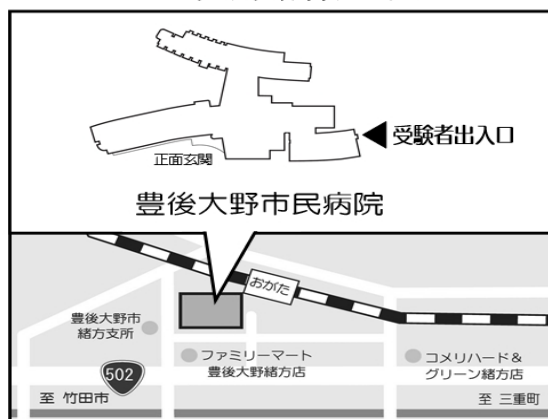 受験者出入口
正面玄関
豊後大野市民病院
おがた
豊後大野市
緒方支所
ファミリーマート
豊後大野緒方店
コメリハード&
グリーン緒方店
502
至 竹田市
至 三重町